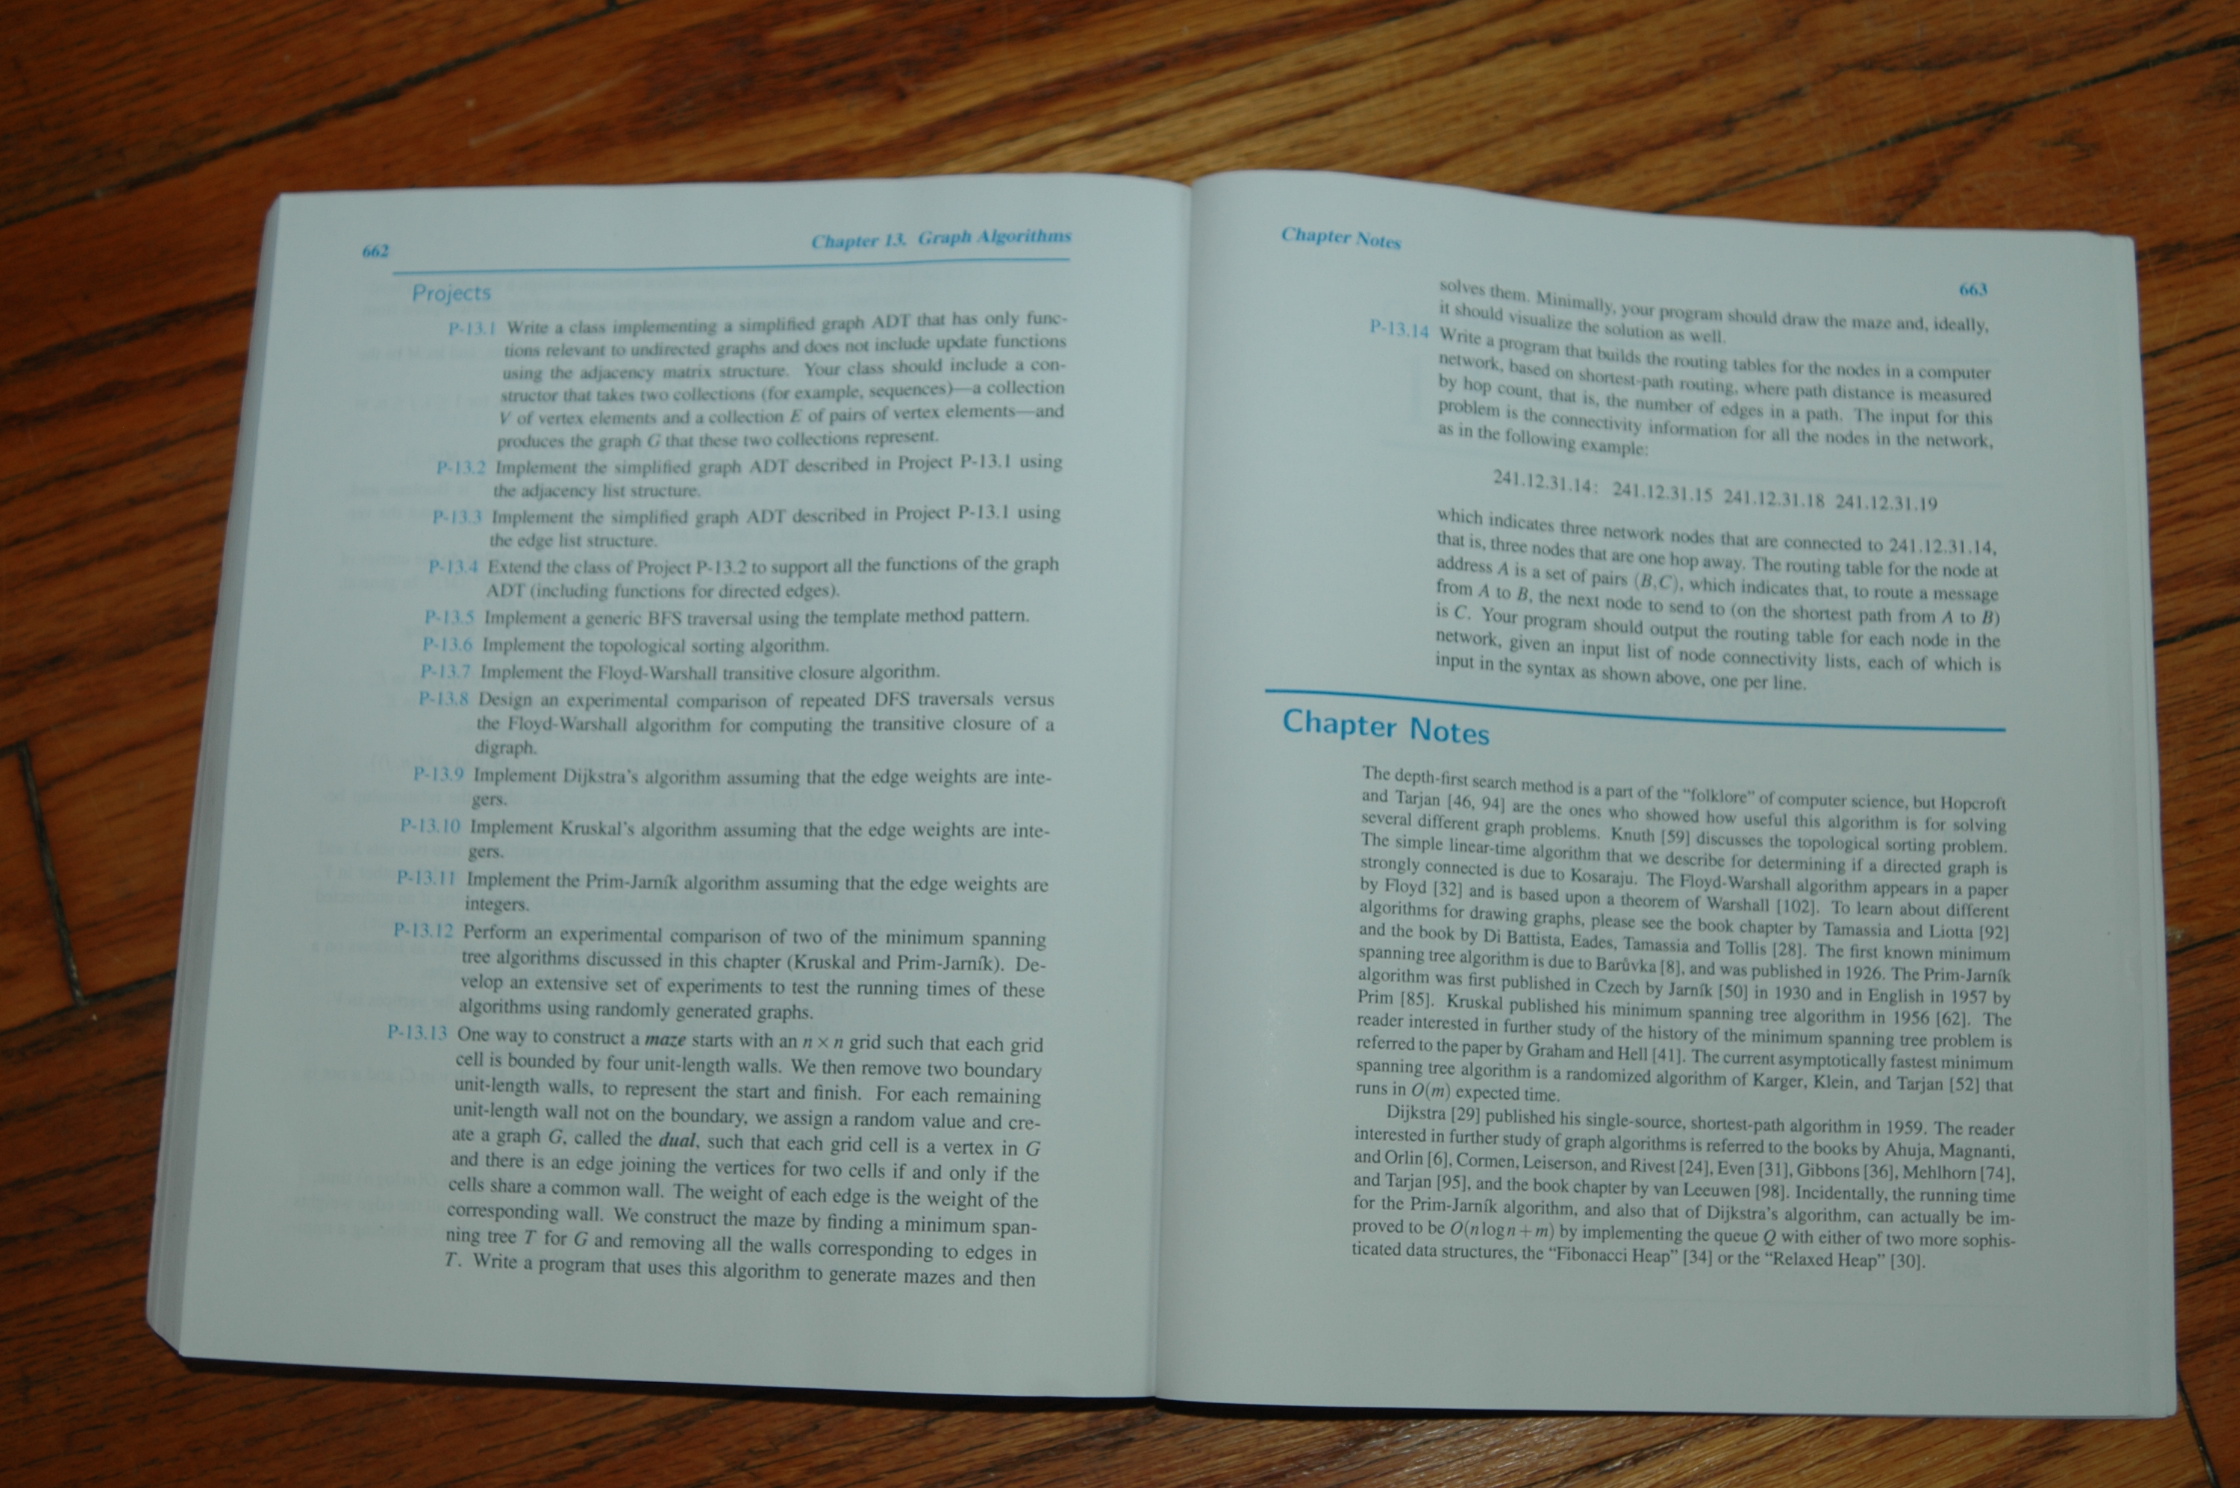 662
Chapter 13. Graph Algorithms
Projects
P-13.1 Write a class implementing a simplified graph ADT that has only func-
tions relevant to undirected graphs and does not include update functions
using the adjacency matrix structure. Your class should include a con-
structor that takes two collections (for example, sequences)—a collection
V of vertex elements and a collection E of pairs of vertex elements—and
produces the graph G that these two collections represent.
P-13.2 Implement the simplified graph ADT described in Project P-13.1 using
the adjacency list structure.
P-13.3 Implement the simplified graph ADT described in Project P-13.1 using
the edge list structure.
P-13.4 Extend the class of Project P-13.2 to support all the functions of the graph
ADT (including functions for directed edges).
P-13.5 Implement a generic BFS traversal using the template method pattern.
P-13.6 Implement the topological sorting algorithm.
P-13.7 Implement the Floyd-Warshall transitive closure algorithm.
P-13.8 Design an experimental comparison of repeated DFS traversals versus
the Floyd-Warshall algorithm for computing the transitive closure of a
digraph.
P-13.9 Implement Dijkstra's algorithm assuming that the edge weights are inte-
gers.
P-13.10 Implement Kruskal's algorithm assuming that the edge weights are inte-
gers.
P-13.11 Implement the Prim-Jarník algorithm assuming that the edge weights are
integers.
P-13.12 Perform an experimental comparison of two of the minimum spanning
tree algorithms discussed in this chapter (Kruskal and Prim-Jarník). De-
velop an extensive set of experiments to test the running times of these
algorithms using randomly generated graphs.
P-13.13 One way to construct a maze starts with an n × n grid such that each grid
cell is bounded by four unit-length walls. We then remove two boundary
unit-length walls, to represent the start and finish. For each remaining
unit-length wall not on the boundary, we assign a random value and cre-
ate a graph G, called the dual, such that each grid cell is a vertex in G
and there is an edge joining the vertices for two cells if and only if the
cells share a common wall. The weight of each edge is the weight of the
corresponding wall. We construct the maze by finding a minimum span-
ning tree T for G and removing all the walls corresponding to edges in
T. Write a program that uses this algorithm to generate mazes and then
Chapter Notes
663
solves them. Minimally, your program should draw the maze and, ideally,
it should visualize the solution as well.
P-13.14 Write a program that builds the routing tables for the nodes in a computer
network, based on shortest-path routing, where path distance is measured
by hop count, that is, the number of edges in a path. The input for this
problem is the connectivity information for all the nodes in the network,
as in the following example:
241.12.31.14: 241.12.31.15 241.12.31.18 241.12.31.19
which indicates three network nodes that are connected to 241.12.31.14,
that is, three nodes that are one hop away. The routing table for the node at
address A is a set of pairs (B,C), which indicates that, to route a message
from A to B, the next node to send to (on the shortest path from A to B)
is C. Your program should output the routing table for each node in the
network, given an input list of node connectivity lists, each of which is
input in the syntax as shown above, one per line.
Chapter Notes
The depth-first search method is a part of the "folklore" of computer science, but Hopcroft
and Tarjan [46, 94] are the ones who showed how useful this algorithm is for solving
several different graph problems. Knuth [59] discusses the topological sorting problem.
The simple linear-time algorithm that we describe for determining if a directed graph is
strongly connected is due to Kosaraju. The Floyd-Warshall algorithm appears in a paper
by Floyd [32] and is based upon a theorem of Warshall [102]. To learn about different
algorithms for drawing graphs, please see the book chapter by Tamassia and Liotta [92]
and the book by Di Battista, Eades, Tamassia and Tollis [28]. The first known minimum
spanning tree algorithm is due to Barůvka [8], and was published in 1926. The Prim-Jarník
algorithm was first published in Czech by Jarník [50] in 1930 and in English in 1957 by
Prim [85]. Kruskal published his minimum spanning tree algorithm in 1956 [62]. The
reader interested in further study of the history of the minimum spanning tree problem is
referred to the paper by Graham and Hell [41]. The current asymptotically fastest minimum
spanning tree algorithm is a randomized algorithm of Karger, Klein, and Tarjan [52] that
runs in O(m) expected time.
Dijkstra [29] published his single-source, shortest-path algorithm in 1959. The reader
interested in further study of graph algorithms is referred to the books by Ahuja, Magnanti,
and Orlin [6], Cormen, Leiserson, and Rivest [24], Even [31], Gibbons [36], Mehlhorn [74],
and Tarjan [95], and the book chapter by van Leeuwen [98]. Incidentally, the running time
for the Prim-Jarník algorithm, and also that of Dijkstra's algorithm, can actually be im-
proved to be O(n log n + m) by implementing the queue Q with either of two more sophis-
ticated data structures, the "Fibonacci Heap" [34] or the "Relaxed Heap" [30].